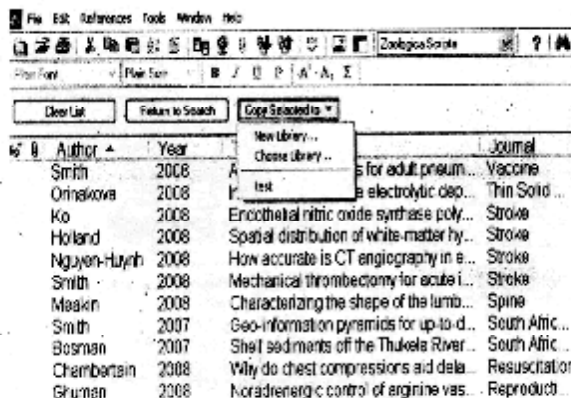 File Edit References Tools Window Help
Zoologica Scripta
Plain Font Plain Size B I U P A¹ A₁ Σ
Clear List Return to Search Copy Selected to
New Library...
Choose Library...
test
Author Year Journal
Smith 2008 A s for adult pneum... Vaccine
Orinakova 2008 e electrolytic dep... Thin Solid ...
Ko 2008 Endothelial nitric oxide synthase poly... Stroke
Holland 2008 Spatial distribution of white-matter hy... Stroke
Nguyen-Huynh 2008 How accurate is CT angiography in e... Stroke
Smith 2008 Mechanical thrombectomy for acute i... Stroke
Meakin 2008 Characterizing the shape of the lumb... Spine
Smith 2007 Geo-information pyramids for up-to-d... South Afric...
Bosman 2007 Shelf sediments off the Thukela River... South Afric...
Chamberlain 2008 Why do chest compressions aid dela... Resuscitation
Ghuman 2008 Noradrenergic control of arginine vas... Reproduct...